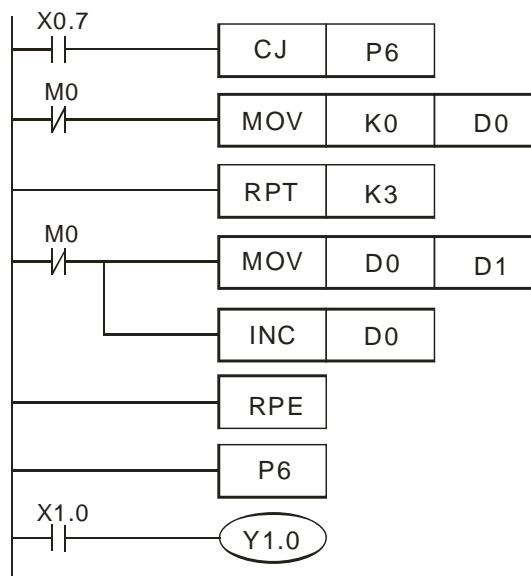 X0.7
CJ P6
M0
MOV K0 D0
RPT K3
M0
MOV D0 D1
INC D0
RPE
P6
X1.0
Y1.0